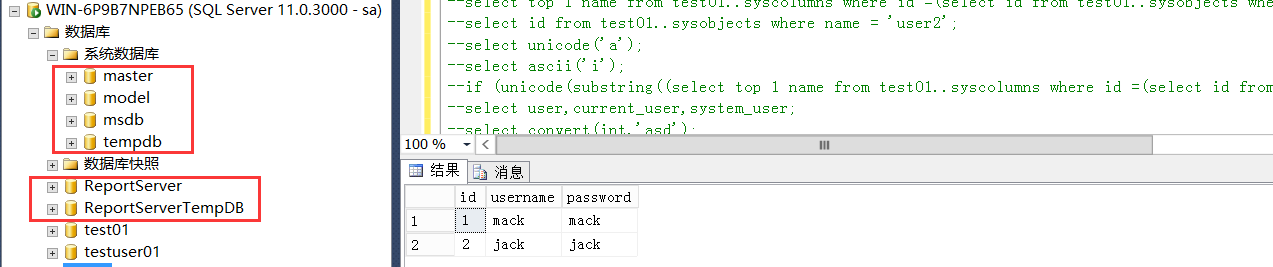 WIN-6P9B7NPEB65 (SQL Server 11.0.3000 - sa)
数据库
系统数据库
master
model
msdb
tempdb
数据库快照
ReportServer
ReportServerTempDB
test01
testuser01
--select top 1 name from test01..syscolumns where id =(select id from test01..sysobjects whe
--select id from test01..sysobjects where name = 'user2';
--select unicode('a');
--select ascii('i');
--if (unicode(substring((select top 1 name from test01..syscolumns where id =(select id from
--select user,current_user,system_user;
--select convert(int,'asd');
100 %
结果 消息
id username password
1 1 mack mack
2 2 jack jack